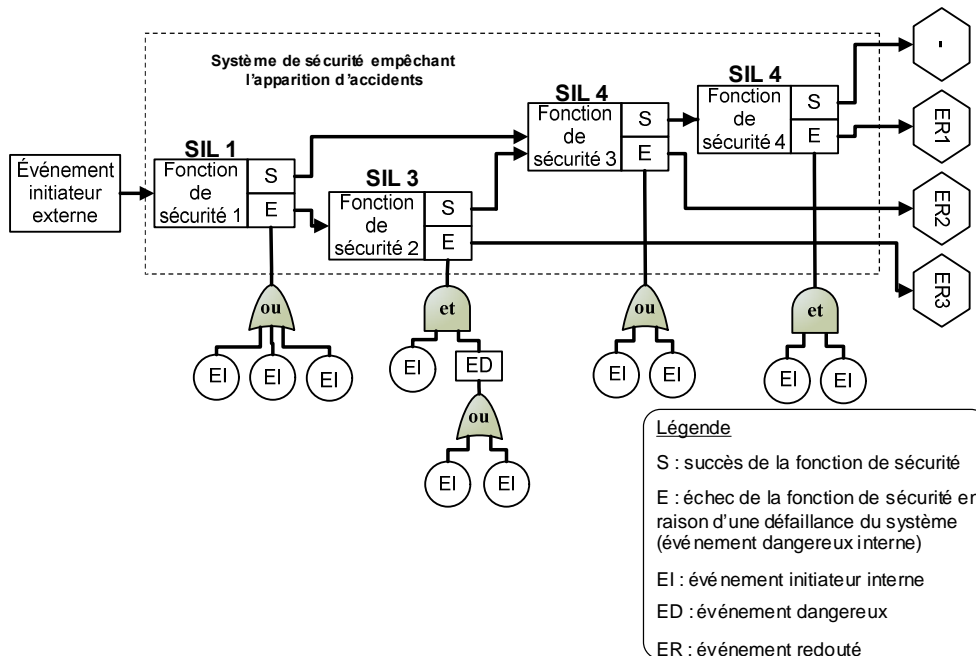 Système de sécurité empêchant
l'apparition d'accidents
Événement
initiateur
externe
SIL 1
Fonction
de
sécurité 1
S
E
SIL 3
Fonction
de
sécurité 2
S
E
SIL 4
Fonction
de
sécurité 3
S
E
SIL 4
Fonction
de
sécurité 4
S
E
-
ER1
ER2
ER3
ou
et
ou
et
EI
EI
EI
EI
ED
EI
EI
EI
EI
ou
EI
EI
Légende
S : succès de la fonction de sécurité
E : échec de la fonction de sécurité en
raison d'une défaillance du système
(événement dangereux interne)
EI : événement initiateur interne
ED : événement dangereux
ER : événement redouté